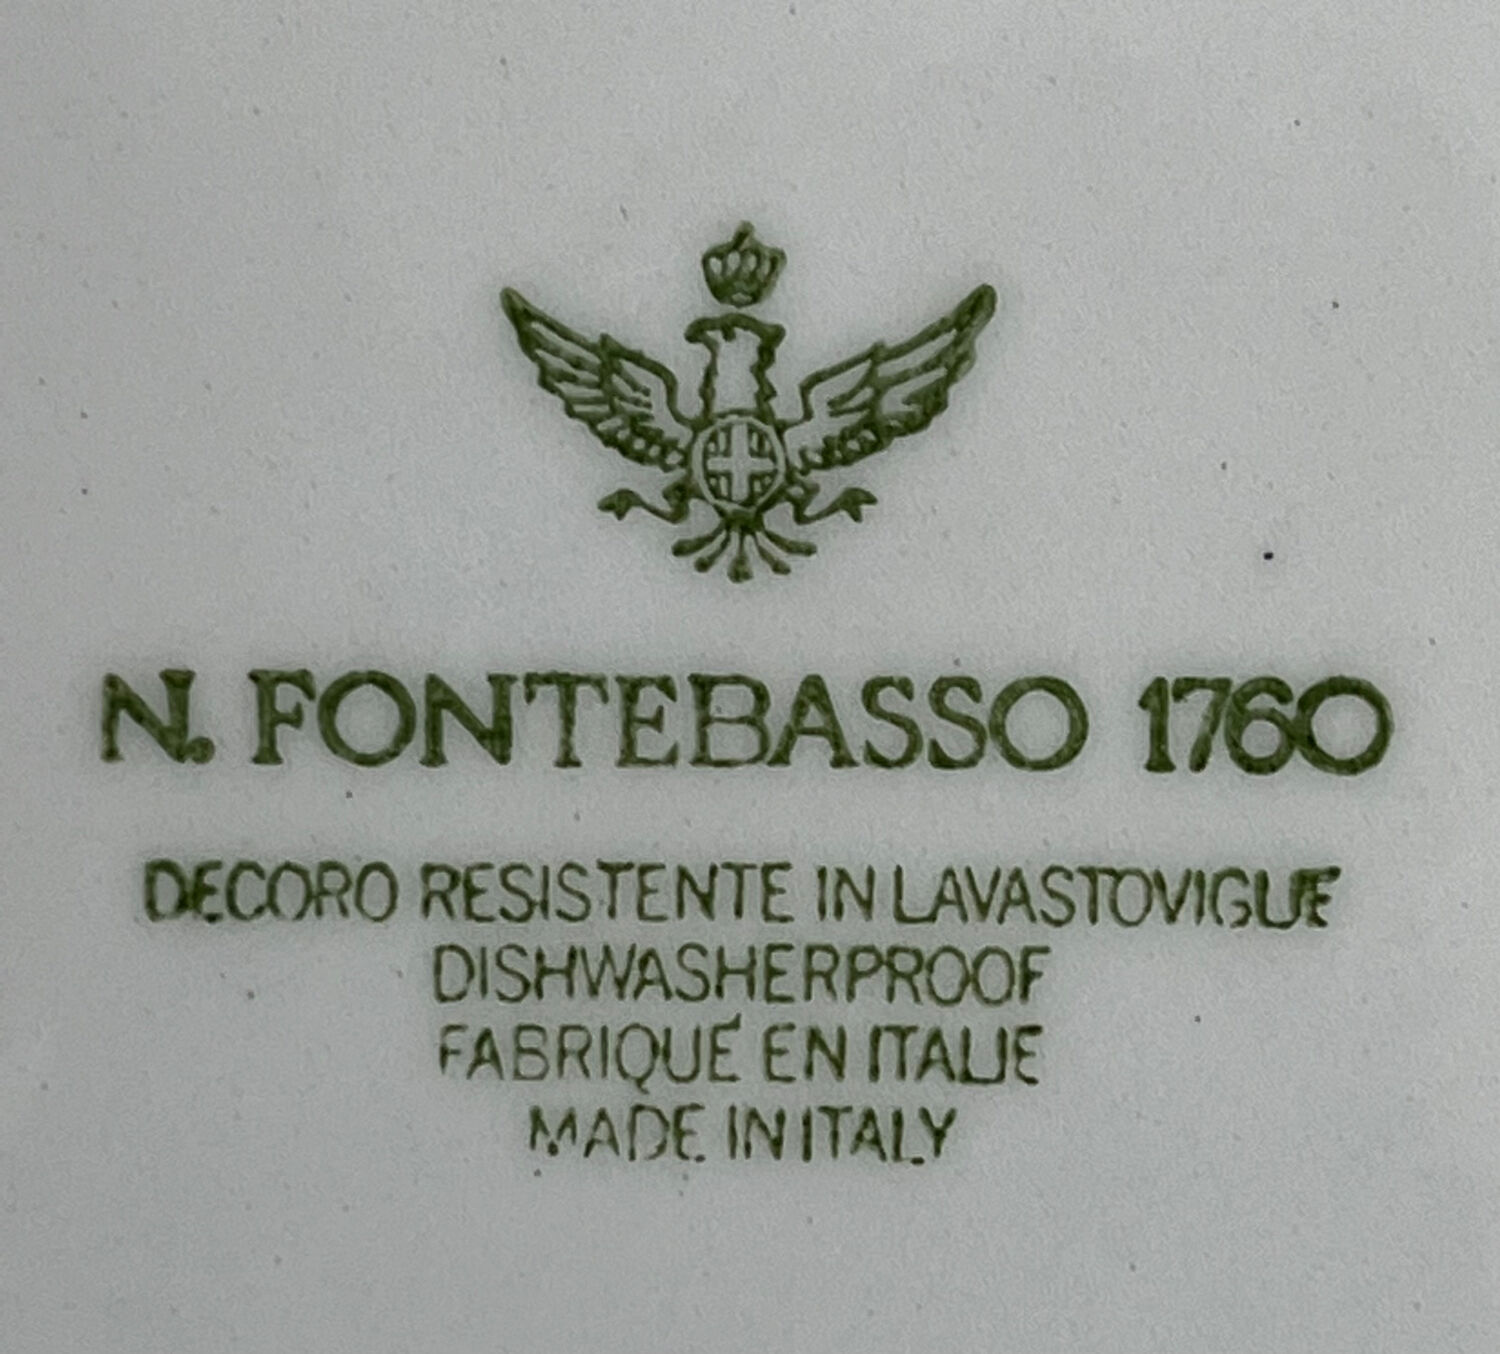 N. FONTEBASSO 1760
DECORO RESISTENTE IN LAVASTOVIGLIE
DISHWASHERPROOF
FABRIQUÉ EN ITALIE
MADE IN ITALY